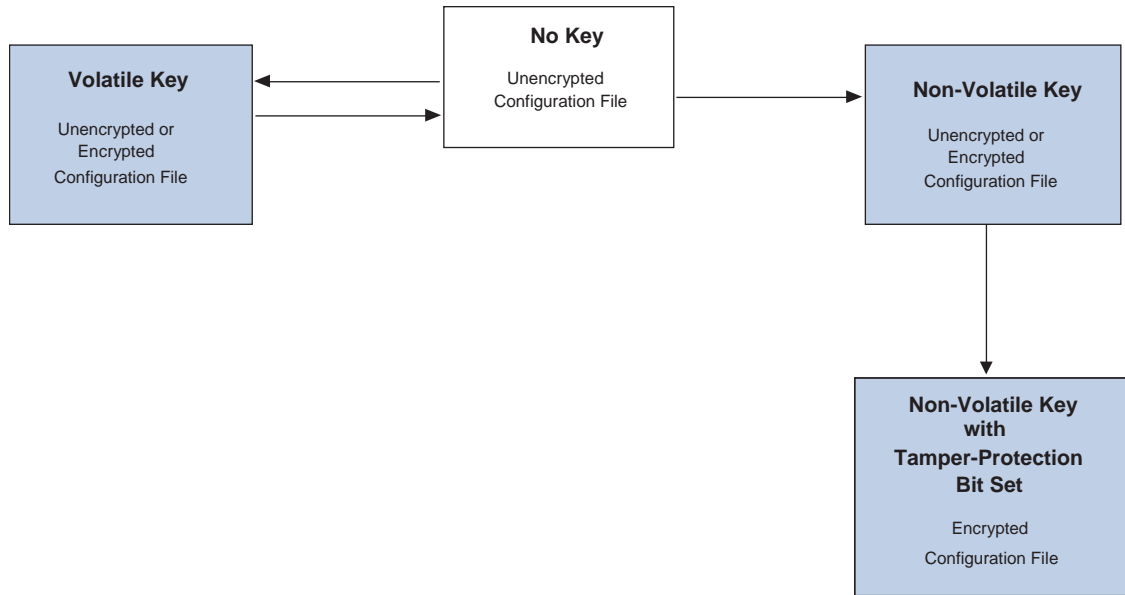 No Key
Unencrypted
Configuration File
Volatile Key
Unencrypted or
Encrypted
Configuration File
Non-Volatile Key
Unencrypted or
Encrypted
Configuration File
Non-Volatile Key
with
Tamper-Protection
Bit Set
Encrypted
Configuration File